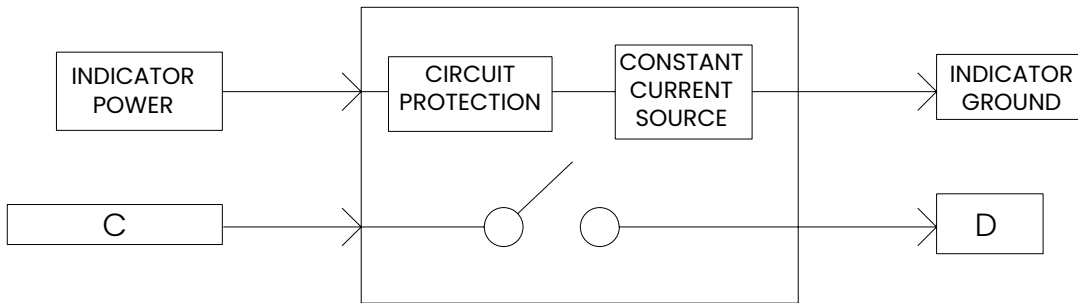 INDICATOR
POWER
CIRCUIT
PROTECTION
CONSTANT
CURRENT
SOURCE
INDICATOR
GROUND
C
D